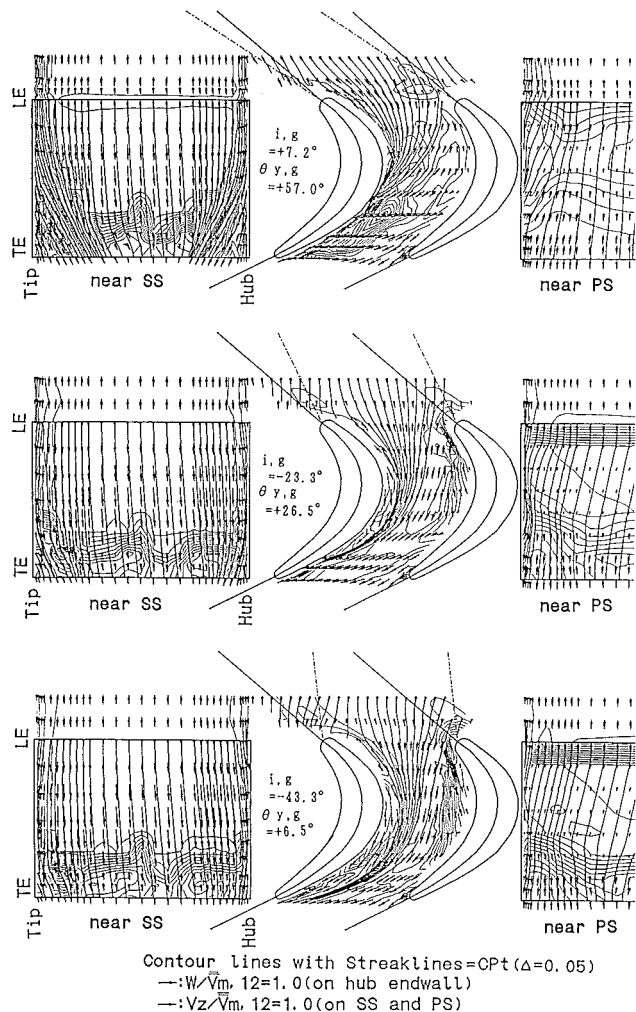 LE
TE
Tip
near SS
Hub
i,g
=+7.2°
θy,g
=+57.0°
near PS
LE
TE
Tip
near SS
Hub
i,g
=-23.3°
θy,g
=+26.5°
near PS
LE
TE
Tip
near SS
Hub
i,g
=-43.3°
θy,g
=+6.5°
near PS
Contour lines with Streaklines=CPt(Δ=0.05)
→:W/V̿m,12=1.0(on hub endwall)
→:Vz/V̿m,12=1.0(on SS and PS)